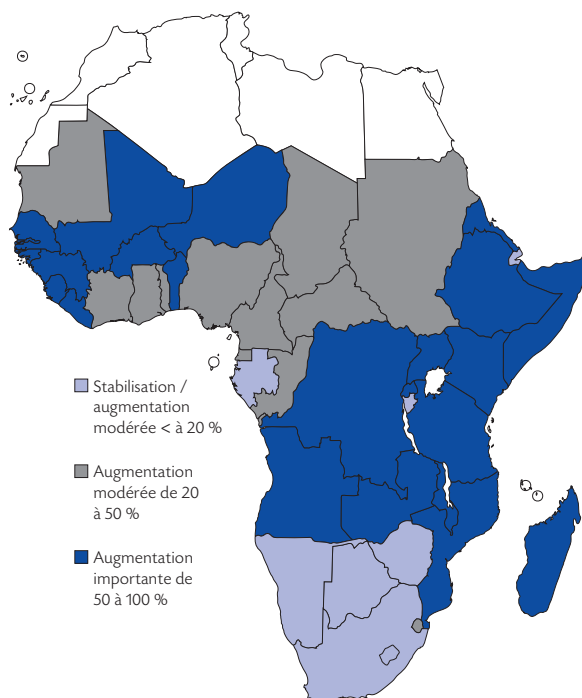 Stabilisation /
augmentation
modérée < à 20 %
Augmentation
modérée de 20
à 50 %
Augmentation
importante de
50 à 100 %